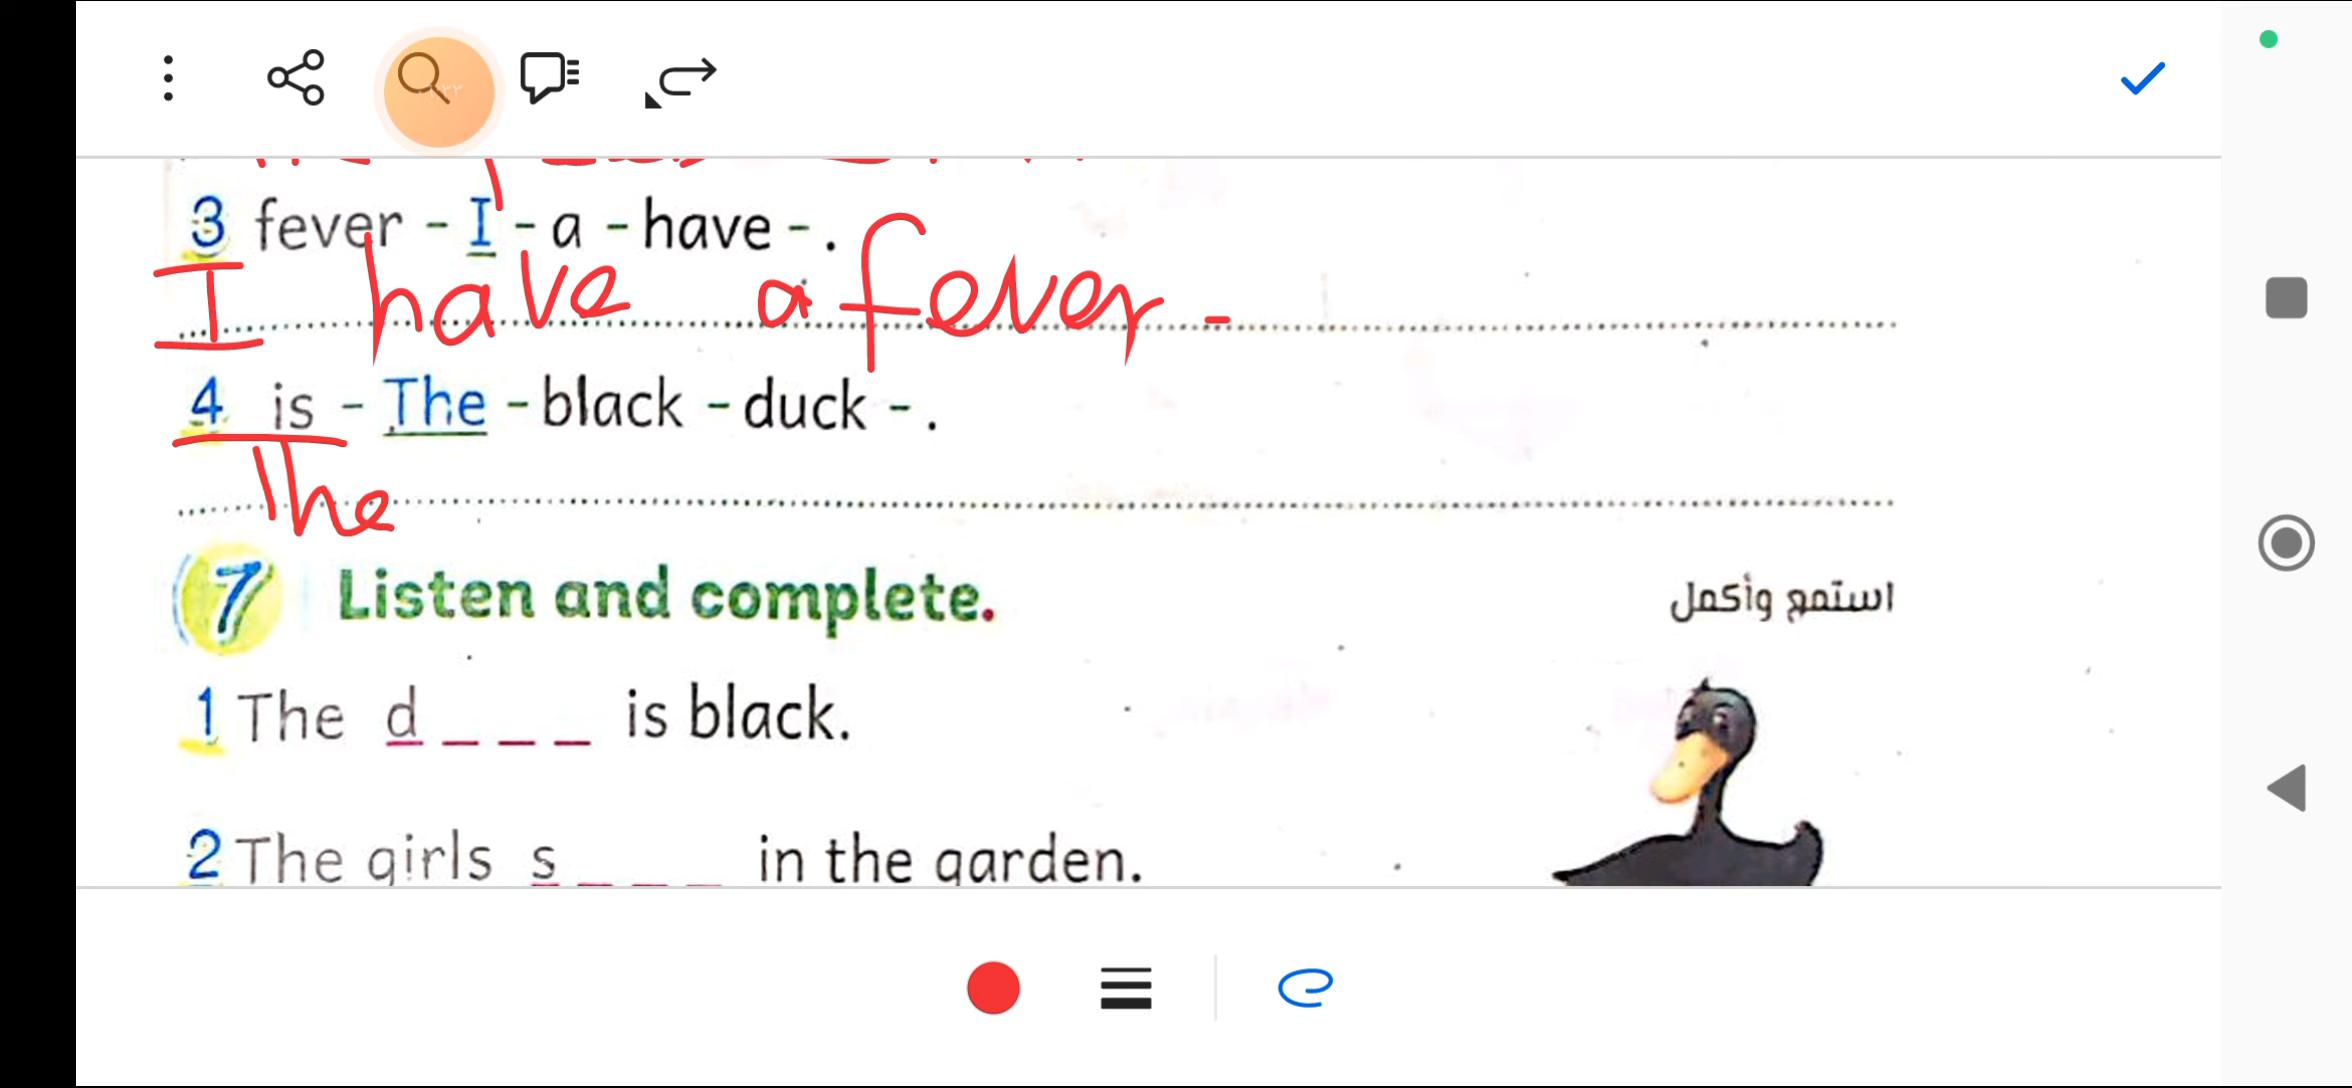 3 fever - I - a - have - .
I have a fever -
4 is - The - black - duck - .
The
7 Listen and complete.
استمع وأكمل
1 The d _ _ _ is black.
2 The girls s _ _ _ in the garden.